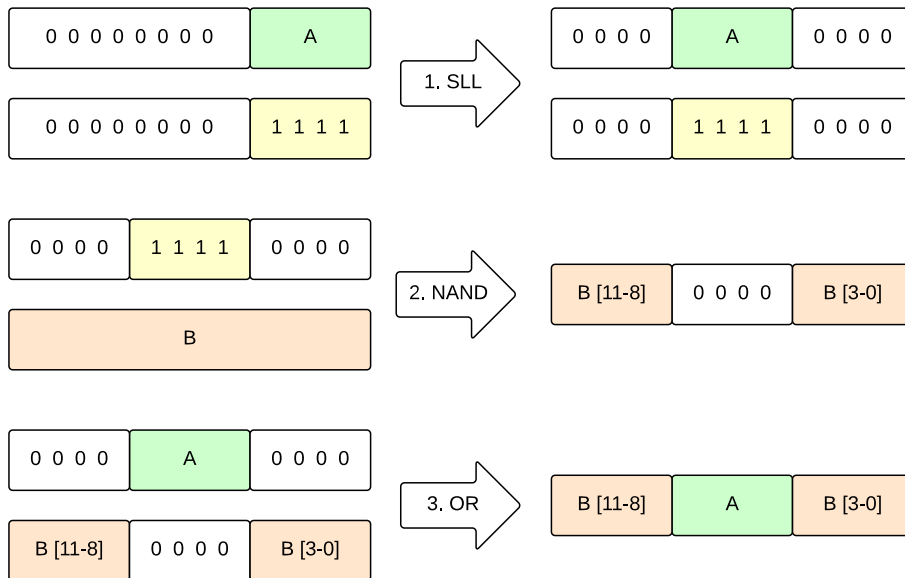 0 0 0 0 0 0 0 0 A 1. SLL 0 0 0 0 A 0 0 0 0
0 0 0 0 0 0 0 0 1 1 1 1 0 0 0 0 1 1 1 1 0 0 0 0
0 0 0 0 1 1 1 1 0 0 0 0
2. NAND B [11-8] 0 0 0 0 B [3-0]
B
0 0 0 0 A 0 0 0 0
3. OR B [11-8] A B [3-0]
B [11-8] 0 0 0 0 B [3-0]